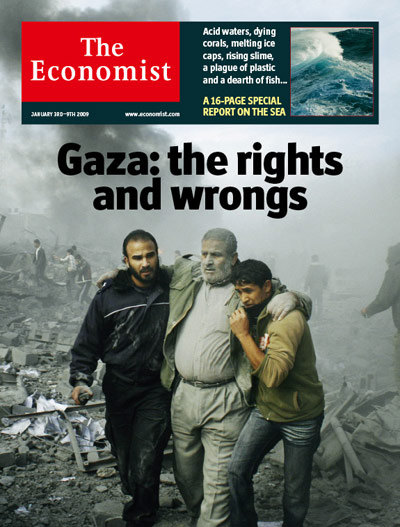 The
Economist
JANUARY 3RD–9TH 2009
www.economist.com
Acid waters, dying
corals, melting ice
caps, rising slime,
a plague of plastic
and a dearth of fish...
A 16-PAGE SPECIAL
REPORT ON THE SEA
Gaza: the rights
and wrongs